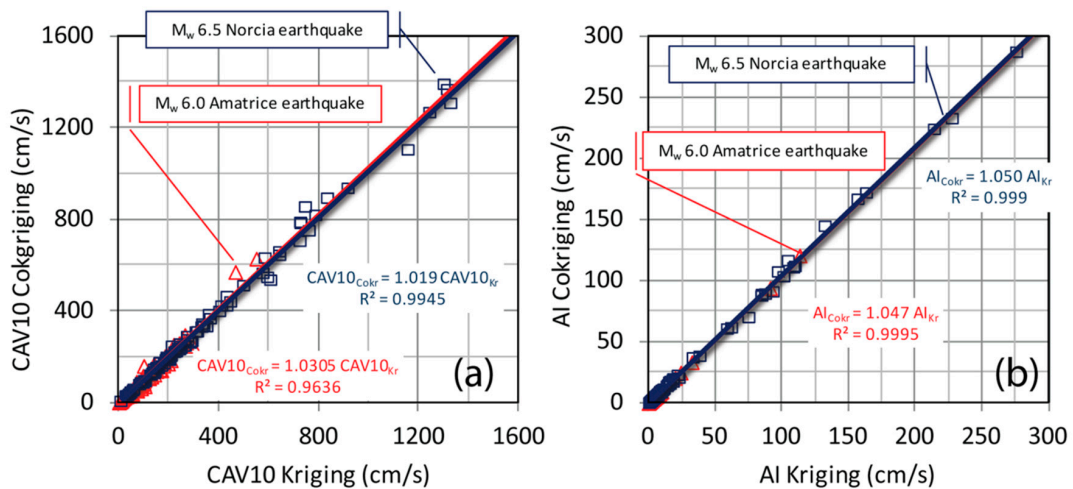 1600
1200
800
400
0
0
400
800
1200
1600
CAV10 Cokgriging (cm/s)
CAV10 Kriging (cm/s)
Mw 6.5 Norcia earthquake
Mw 6.0 Amatrice earthquake
CAV10Cokr = 1.019 CAV10Kr
R² = 0.9945
CAV10Cokr = 1.0305 CAV10Kr
R² = 0.9636
(a)
300
250
200
150
100
50
0
0
50
100
150
200
250
300
AI Cokriging (cm/s)
AI Kriging (cm/s)
Mw 6.5 Norcia earthquake
Mw 6.0 Amatrice earthquake
AICokr = 1.050 AIKr
R² = 0.999
AICokr = 1.047 AIKr
R² = 0.9995
(b)